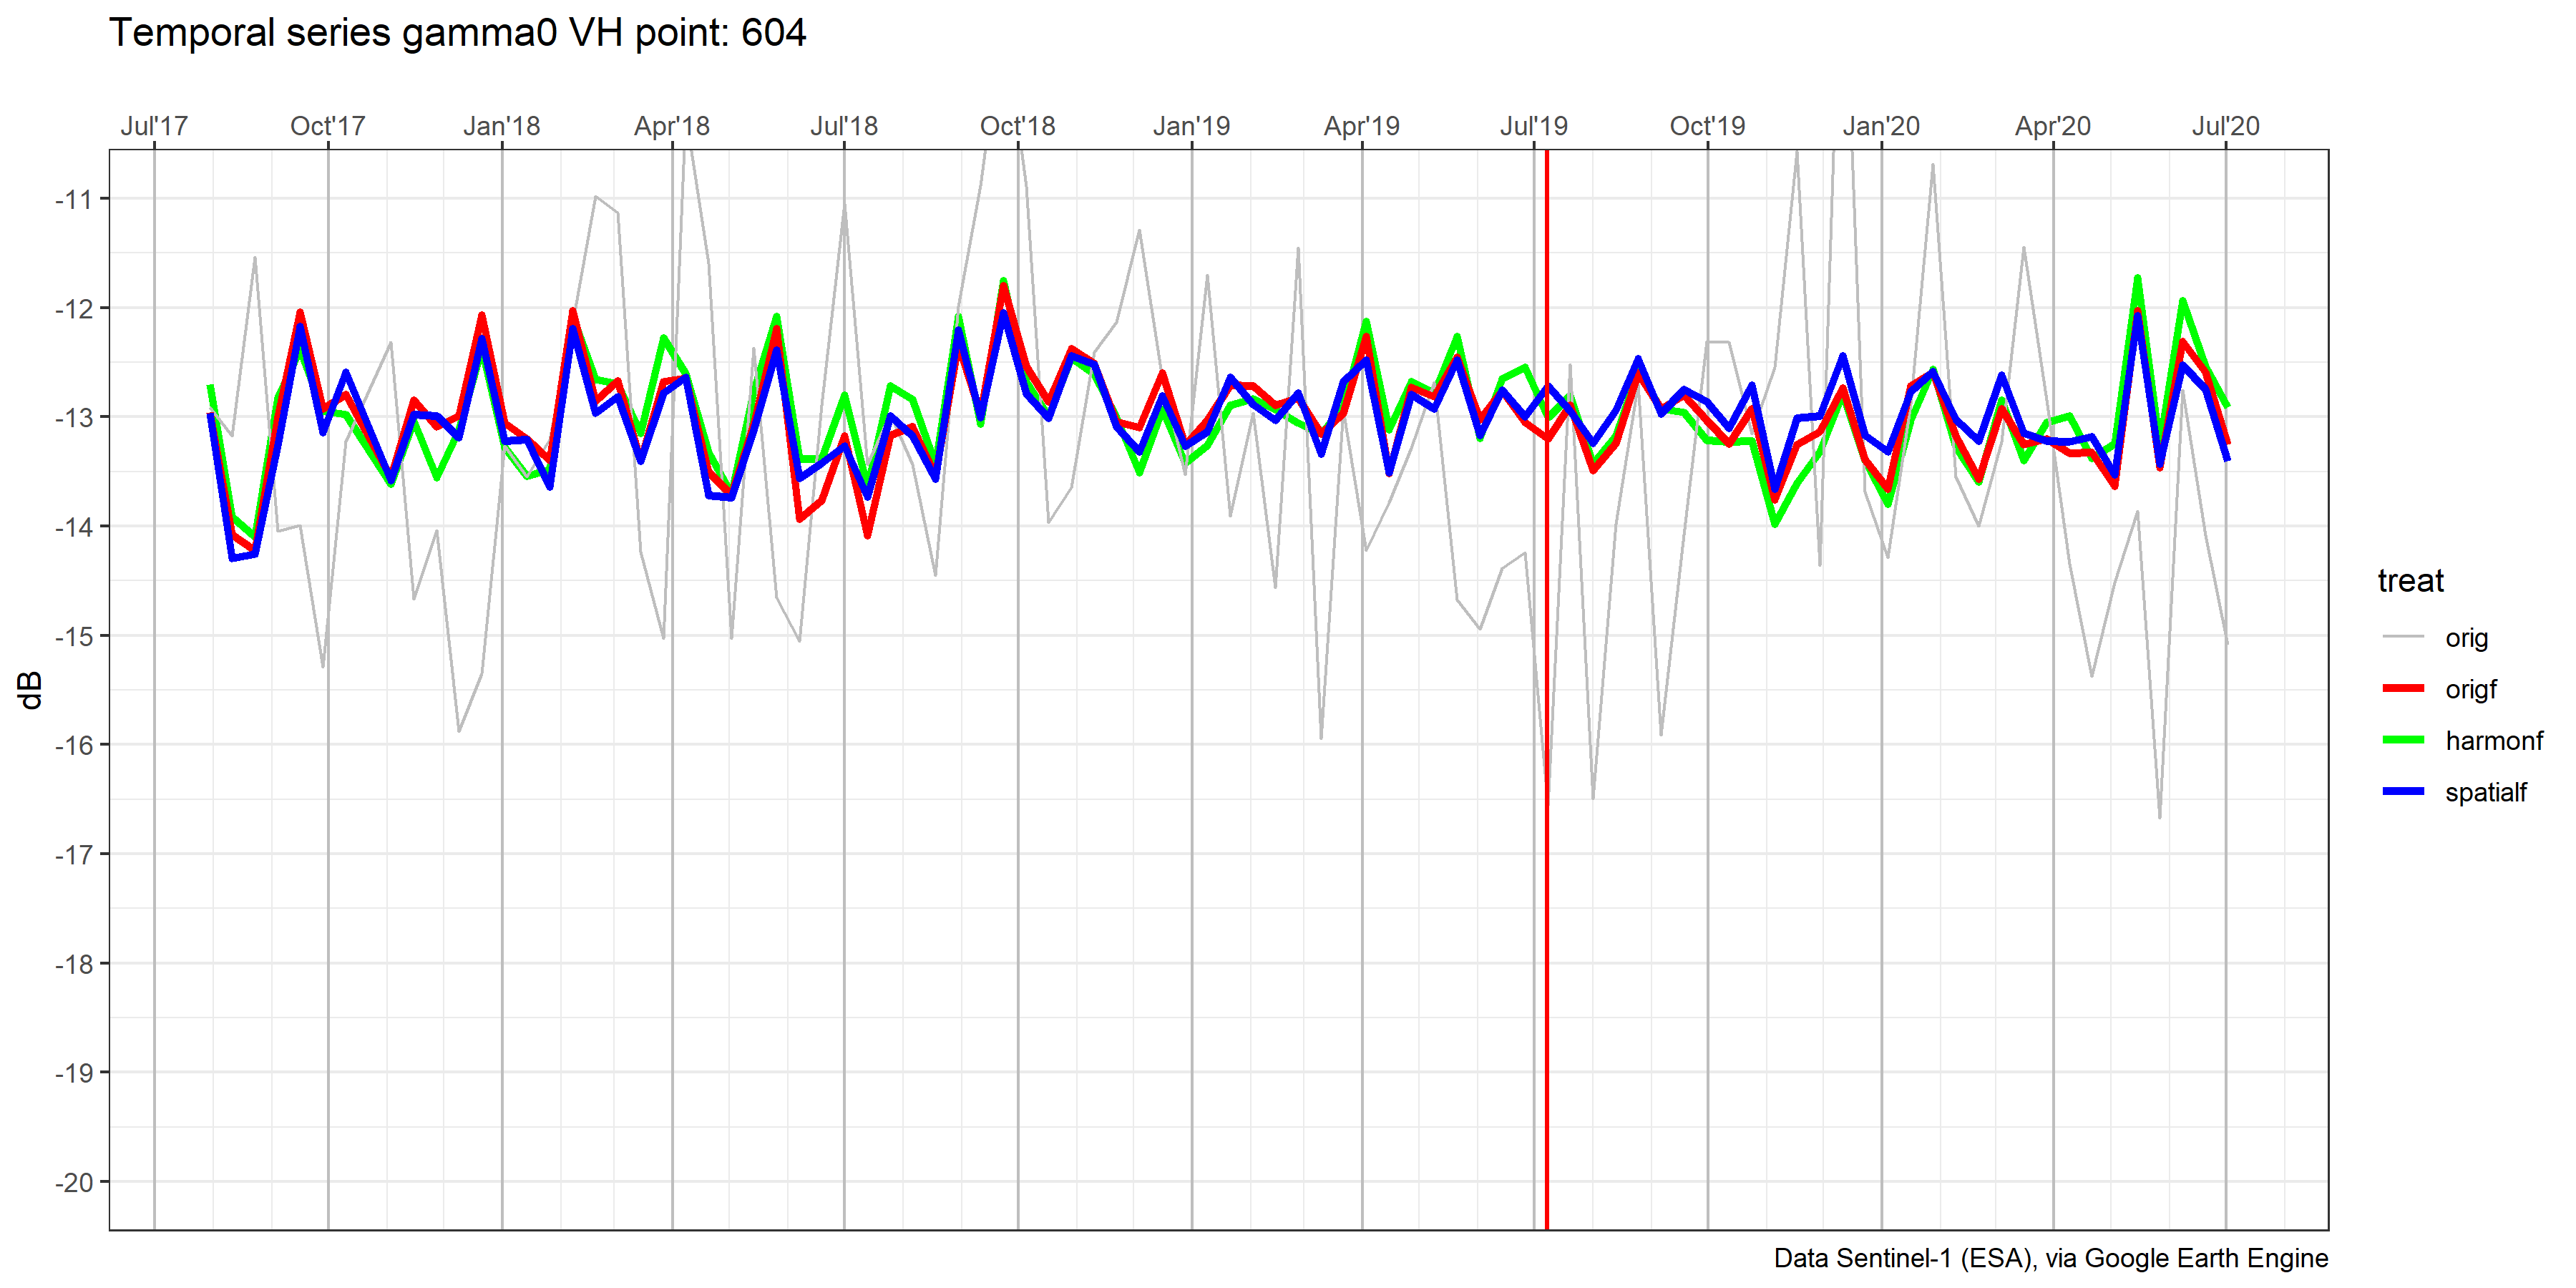 Temporal series gamma0 VH point: 604
Jul'17 Oct'17 Jan'18 Apr'18 Jul'18 Oct'18 Jan'19 Apr'19 Jul'19 Oct'19 Jan'20 Apr'20 Jul'20
-11
-12
-13
-14
-15
-16
-17
-18
-19
-20
dB
treat
orig
origf
harmonf
spatialf
Data Sentinel-1 (ESA), via Google Earth Engine